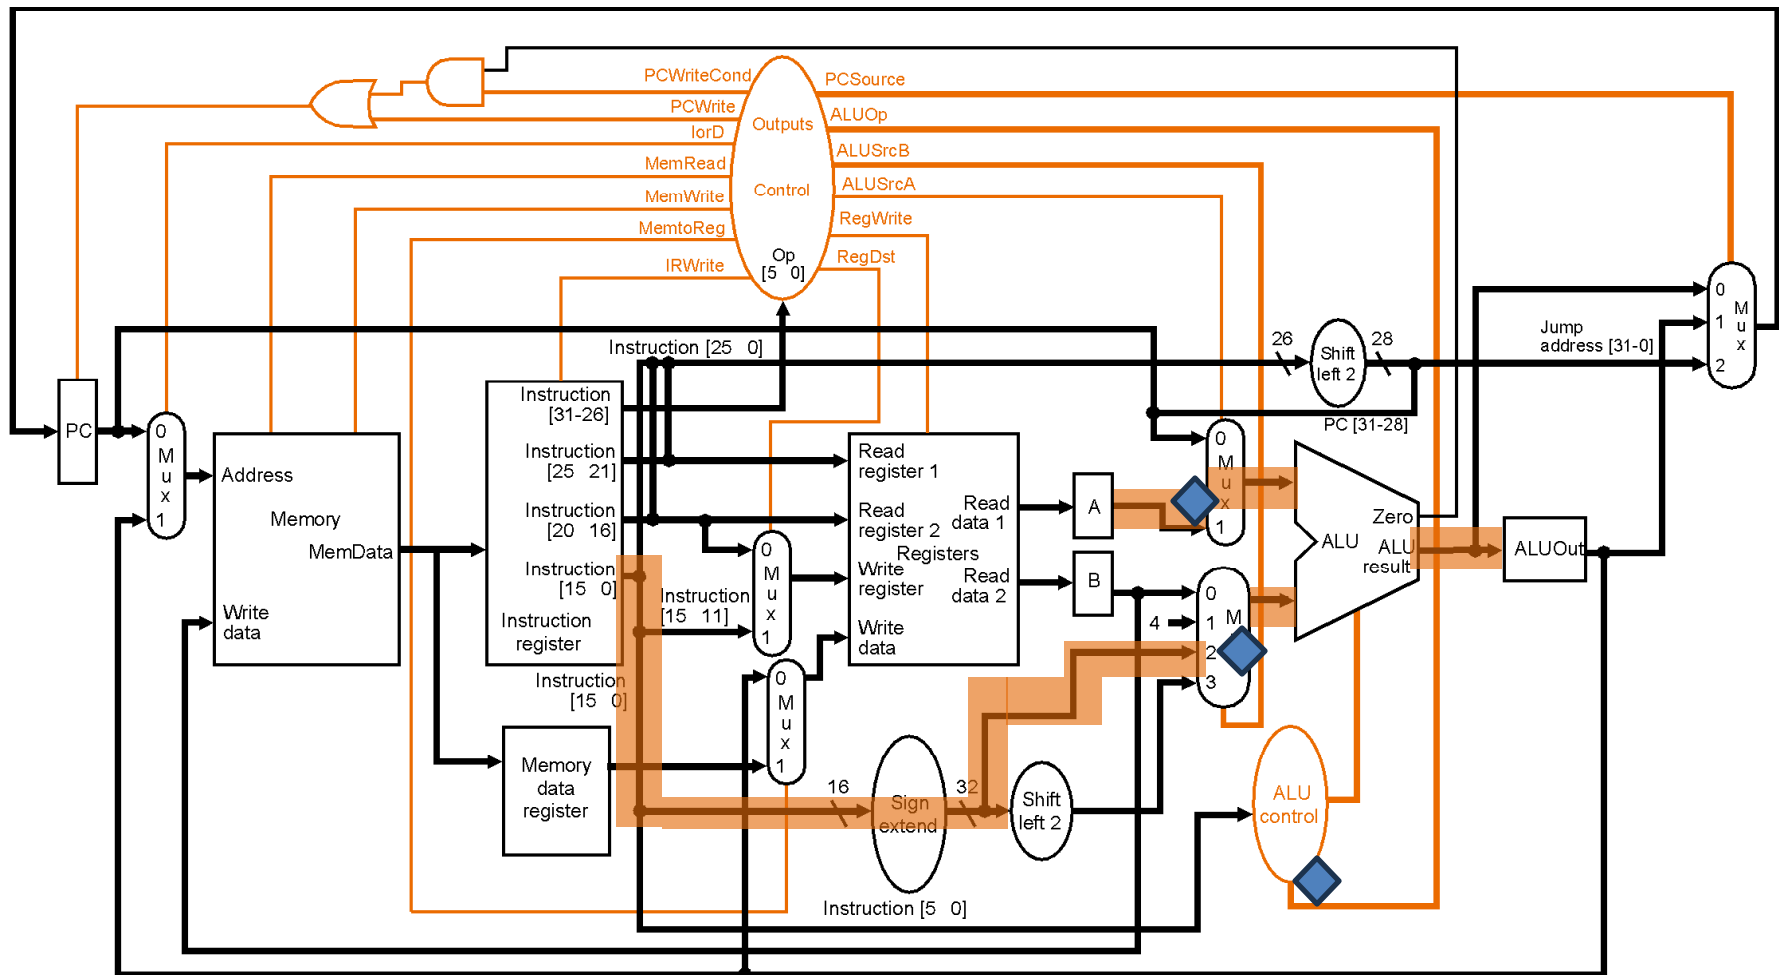 PCWriteCond
PCSource
PCWrite
ALUOp
Outputs
IorD
ALUSrcB
MemRead
Control
ALUSrcA
MemWrite
RegWrite
MemtoReg
RegDst
Op
[5 0]
IRWrite
0
1
2
M
u
x
Jump
address [31-0]
Instruction [25 0]
26
Shift
left 2
28
PC [31-28]
PC
0
M
u
x
1
Address
Memory
MemData
Write
data
Instruction
[31-26]
Instruction
[25 21]
Instruction
[20 16]
Instruction
[15 0]
Instruction
register
Instruction
[15 11]
Instruction
[15 0]
0
M
u
x
1
0
M
u
x
1
Read
register 1
Read
register 2
Registers
Write
register
Write
data
Read
data 1
Read
data 2
A
B
0
M
u
x
1
0
4
1
M
2
3
ALU
Zero
ALU
result
ALUOut
Memory
data
register
16
Sign
extend
32
Shift
left 2
ALU
control
Instruction [5 0]